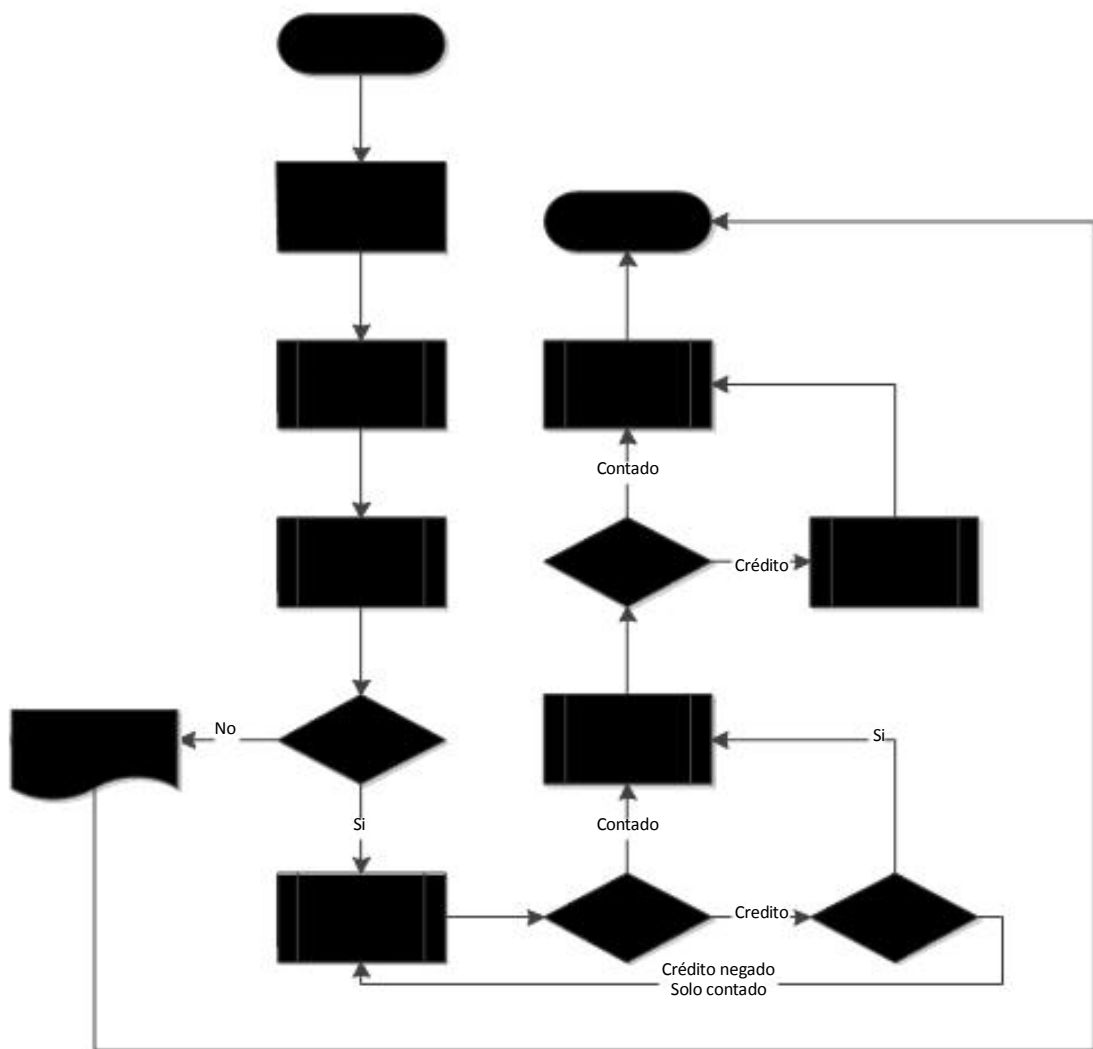 Contado
Crédito
No
Si
Si
Contado
Credito
Crédito negado
Solo contado